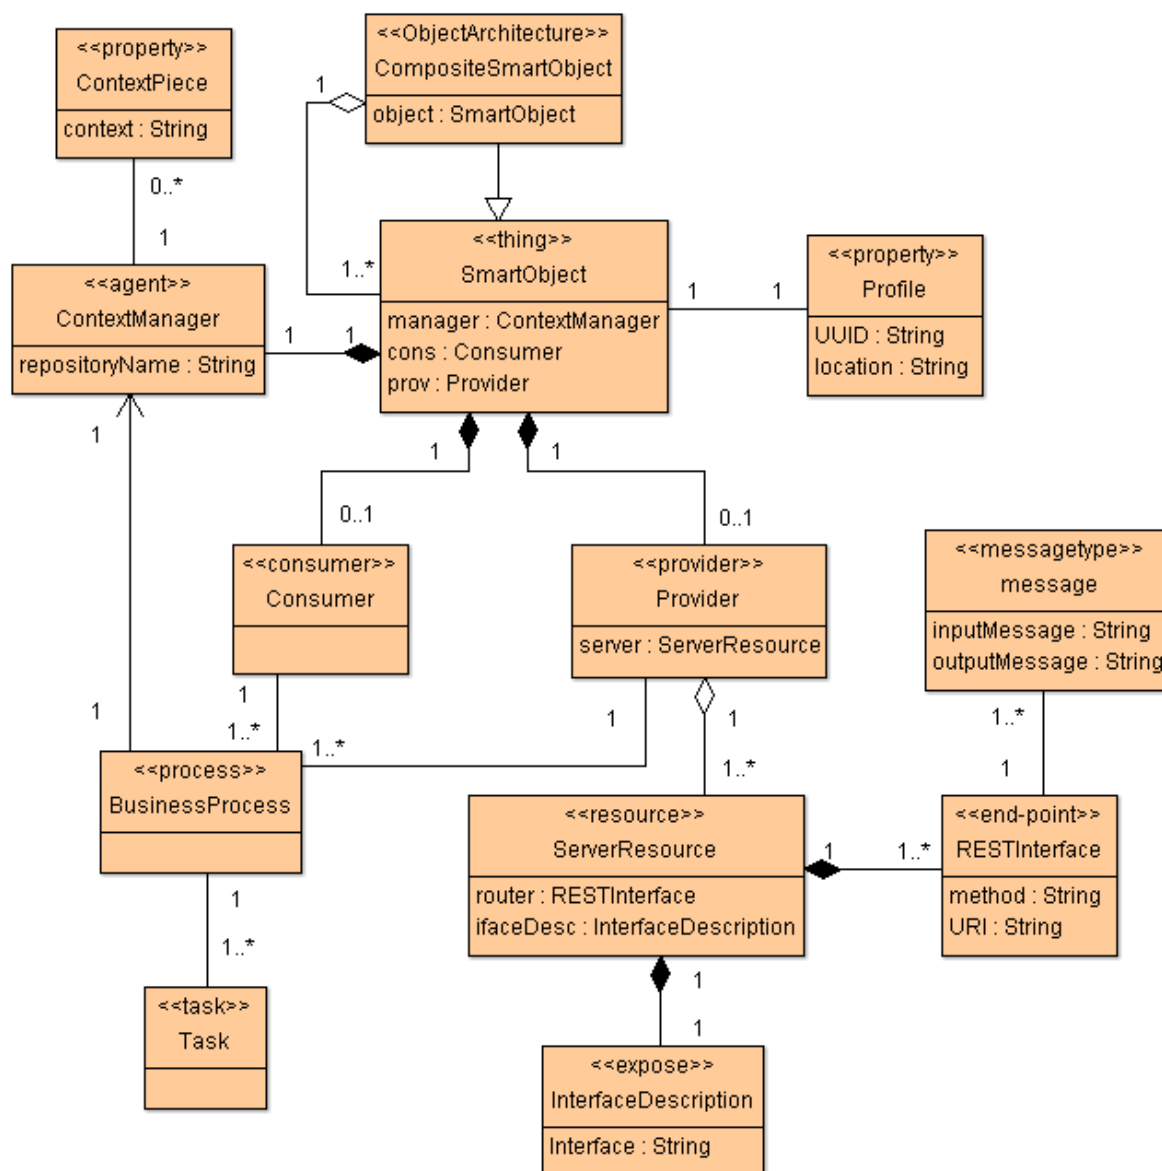 <<ObjectArchitecture>>
CompositeSmartObject
object : SmartObject
<<property>>
ContextPiece
context : String
1
0..*
1
1..*
<<thing>>
SmartObject
manager : ContextManager
cons : Consumer
prov : Provider
<<property>>
Profile
UUID : String
location : String
1
1
<<agent>>
ContextManager
repositoryName : String
1
1
1
1
1
0..1
0..1
<<consumer>>
Consumer
<<provider>>
Provider
server : ServerResource
<<messagetype>>
message
inputMessage : String
outputMessage : String
1
1
1..*
1..*
1
1
1..*
1..*
1
<<process>>
BusinessProcess
<<resource>>
ServerResource
router : RESTInterface
ifaceDesc : InterfaceDescription
1
1..*
<<end-point>>
RESTInterface
method : String
URI : String
1
1..*
1
1
<<task>>
Task
<<expose>>
InterfaceDescription
Interface : String